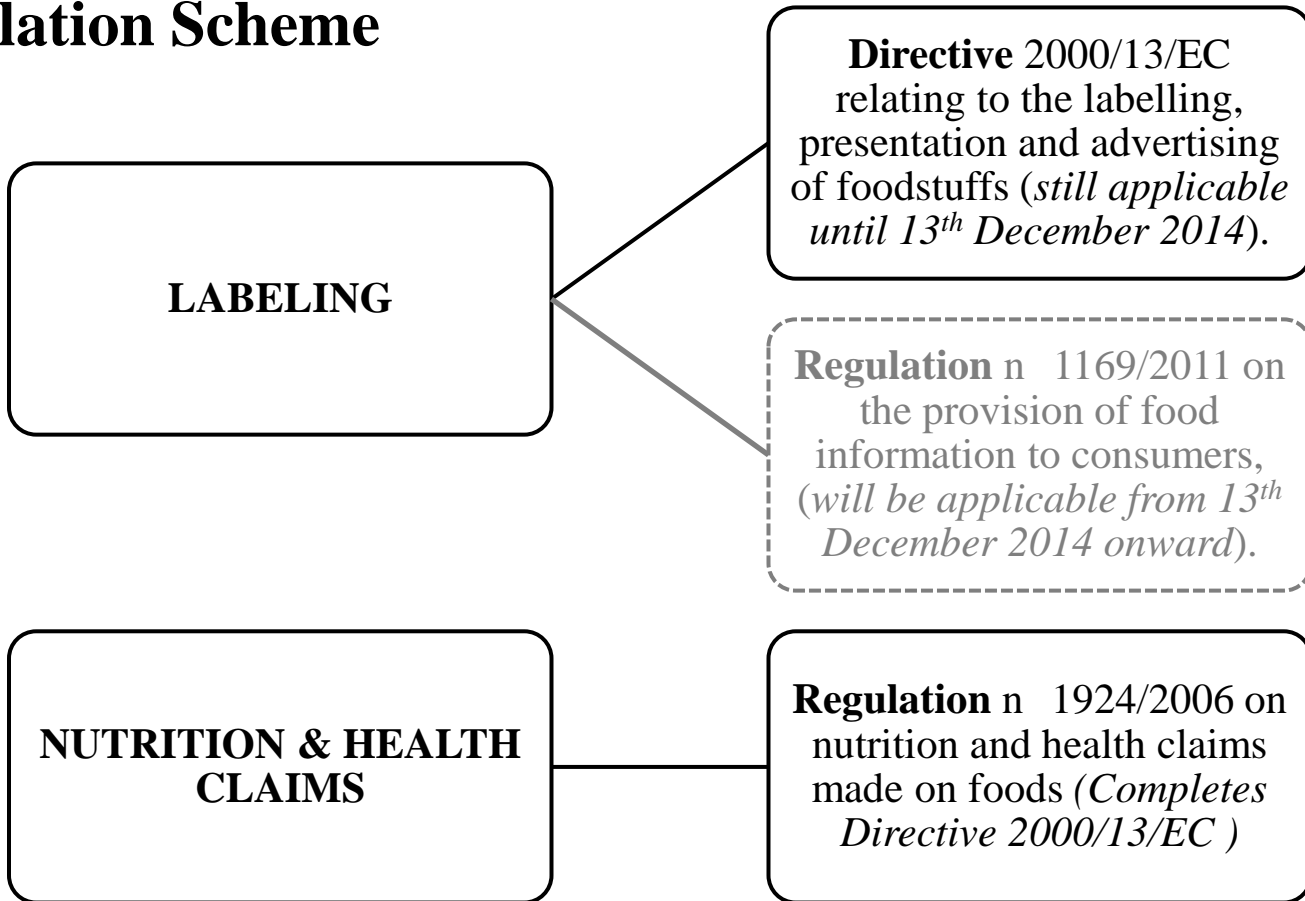 lation Scheme
Directive 2000/13/EC
relating to the labelling,
presentation and advertising
of foodstuffs (still applicable
until 13th December 2014).
LABELING
Regulation n 1169/2011 on
the provision of food
information to consumers,
(will be applicable from 13th
December 2014 onward).
NUTRITION & HEALTH
CLAIMS
Regulation n 1924/2006 on
nutrition and health claims
made on foods (Completes
Directive 2000/13/EC )